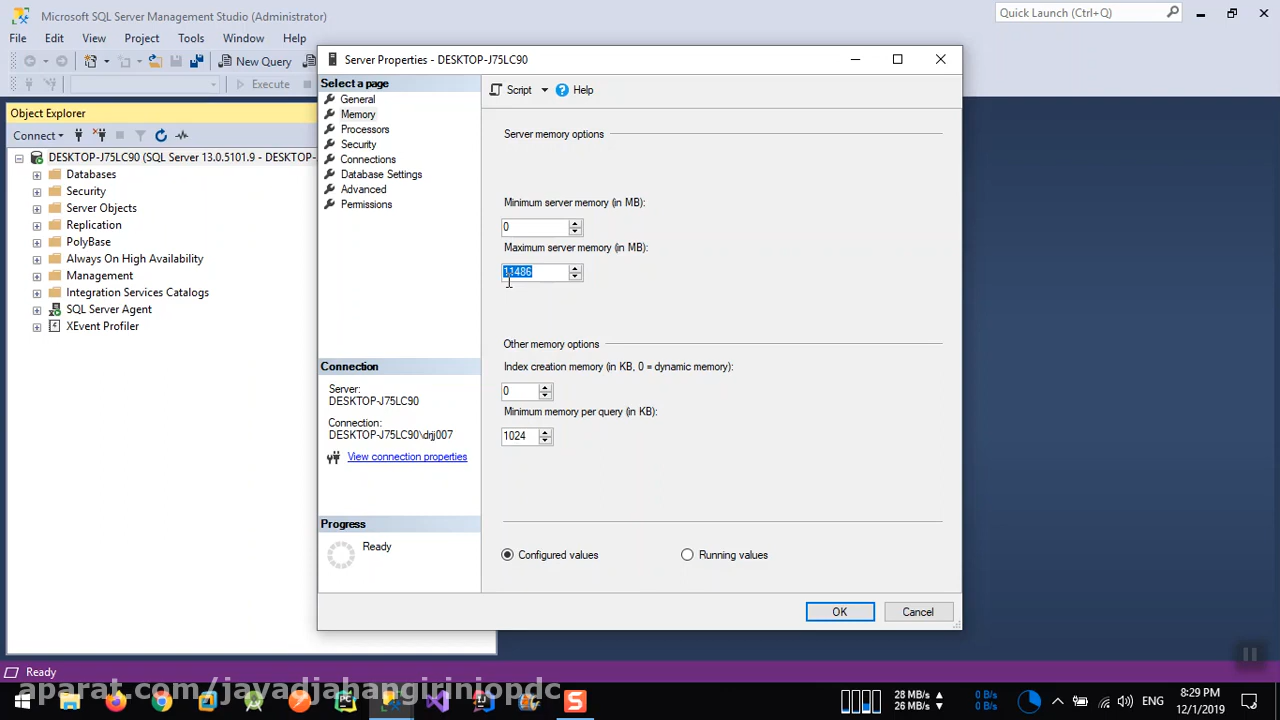 Microsoft SQL Server Management Studio (Administrator)
Quick Launch (Ctrl+Q)
File Edit View Project Tools Window Help
New Query
Execute
Object Explorer
Connect
DESKTOP-J75LC90 (SQL Server 13.0.5101.9 - DESKTOP-
Databases
Security
Server Objects
Replication
PolyBase
Always On High Availability
Management
Integration Services Catalogs
SQL Server Agent
XEvent Profiler
Server Properties - DESKTOP-J75LC90
Select a page
General
Memory
Processors
Security
Connections
Database Settings
Advanced
Permissions
Connection
Server:
DESKTOP-J75LC90
Connection:
DESKTOP-J75LC90\drjj007
View connection properties
Progress
Ready
Script Help
Server memory options
Minimum server memory (in MB):
0
Maximum server memory (in MB):
11486
Other memory options
Index creation memory (in KB, 0 = dynamic memory):
0
Minimum memory per query (in KB):
1024
Configured values Running values
OK Cancel
Ready
aparat.com/javadjahangirinjopdc
28 MB/s
26 MB/s
0 B/s
0 B/s
ENG
8:29 PM
12/1/2019